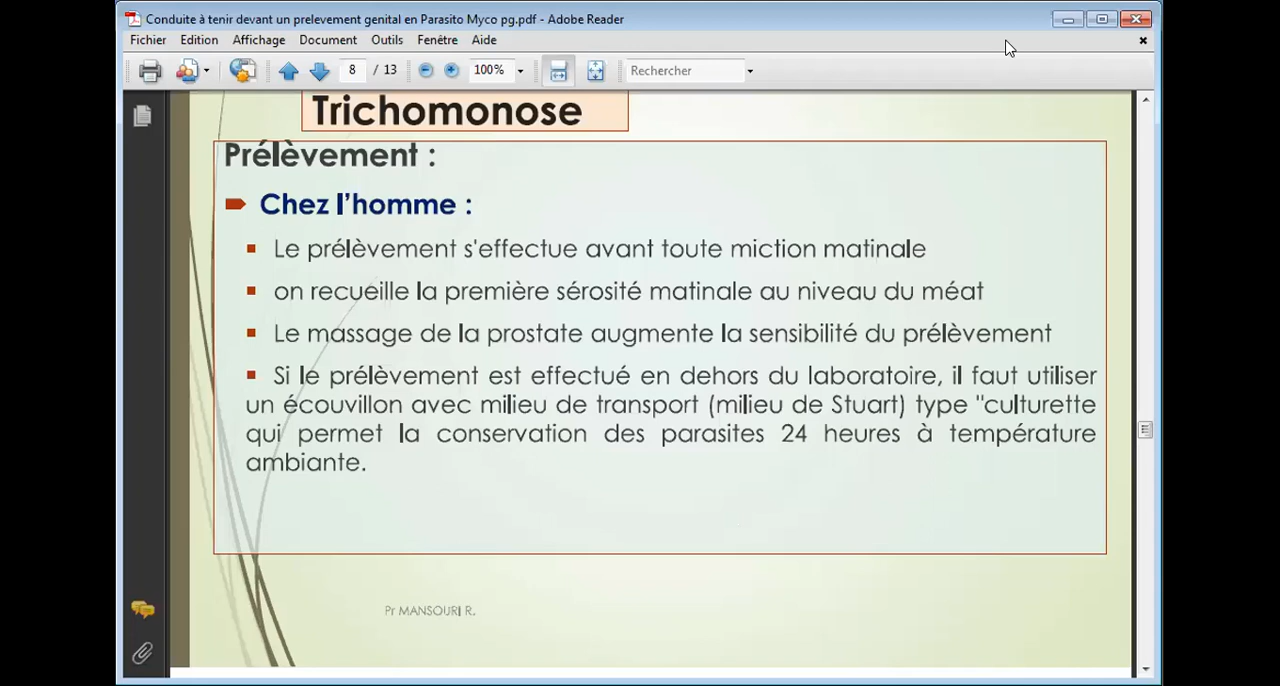 Conduite à tenir devant un prelevement genital en Parasito Myco pg.pdf - Adobe Reader
Fichier Edition Affichage Document Outils Fenêtre Aide
8 / 13 100% Rechercher
Trichomonose
Prélèvement :
Chez l'homme :
Le prélèvement s'effectue avant toute miction matinale
on recueille la première sérosité matinale au niveau du méat
Le massage de la prostate augmente la sensibilité du prélèvement
Si le prélèvement est effectué en dehors du laboratoire, il faut utiliser
un écouvillon avec milieu de transport (milieu de Stuart) type "culturette
qui permet la conservation des parasites 24 heures à température
ambiante.
Pr MANSOURI R.